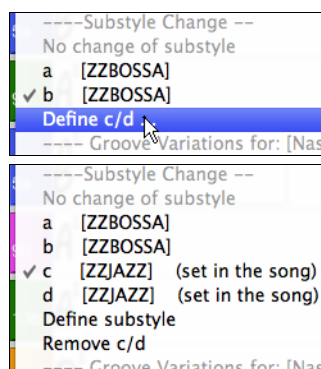 ----Substyle Change --
No change of substyle
a [ZZBOSSA]
✓ b [ZZBOSSA]
Define c/d ...
---- Groove Variations for: [Nas
----Substyle Change --
No change of substyle
a [ZZBOSSA]
b [ZZBOSSA]
✓ c [ZZJAZZ] (set in the song)
d [ZZJAZZ] (set in the song)
Define substyle
Remove c/d
---- Groove Variations for: [Nas